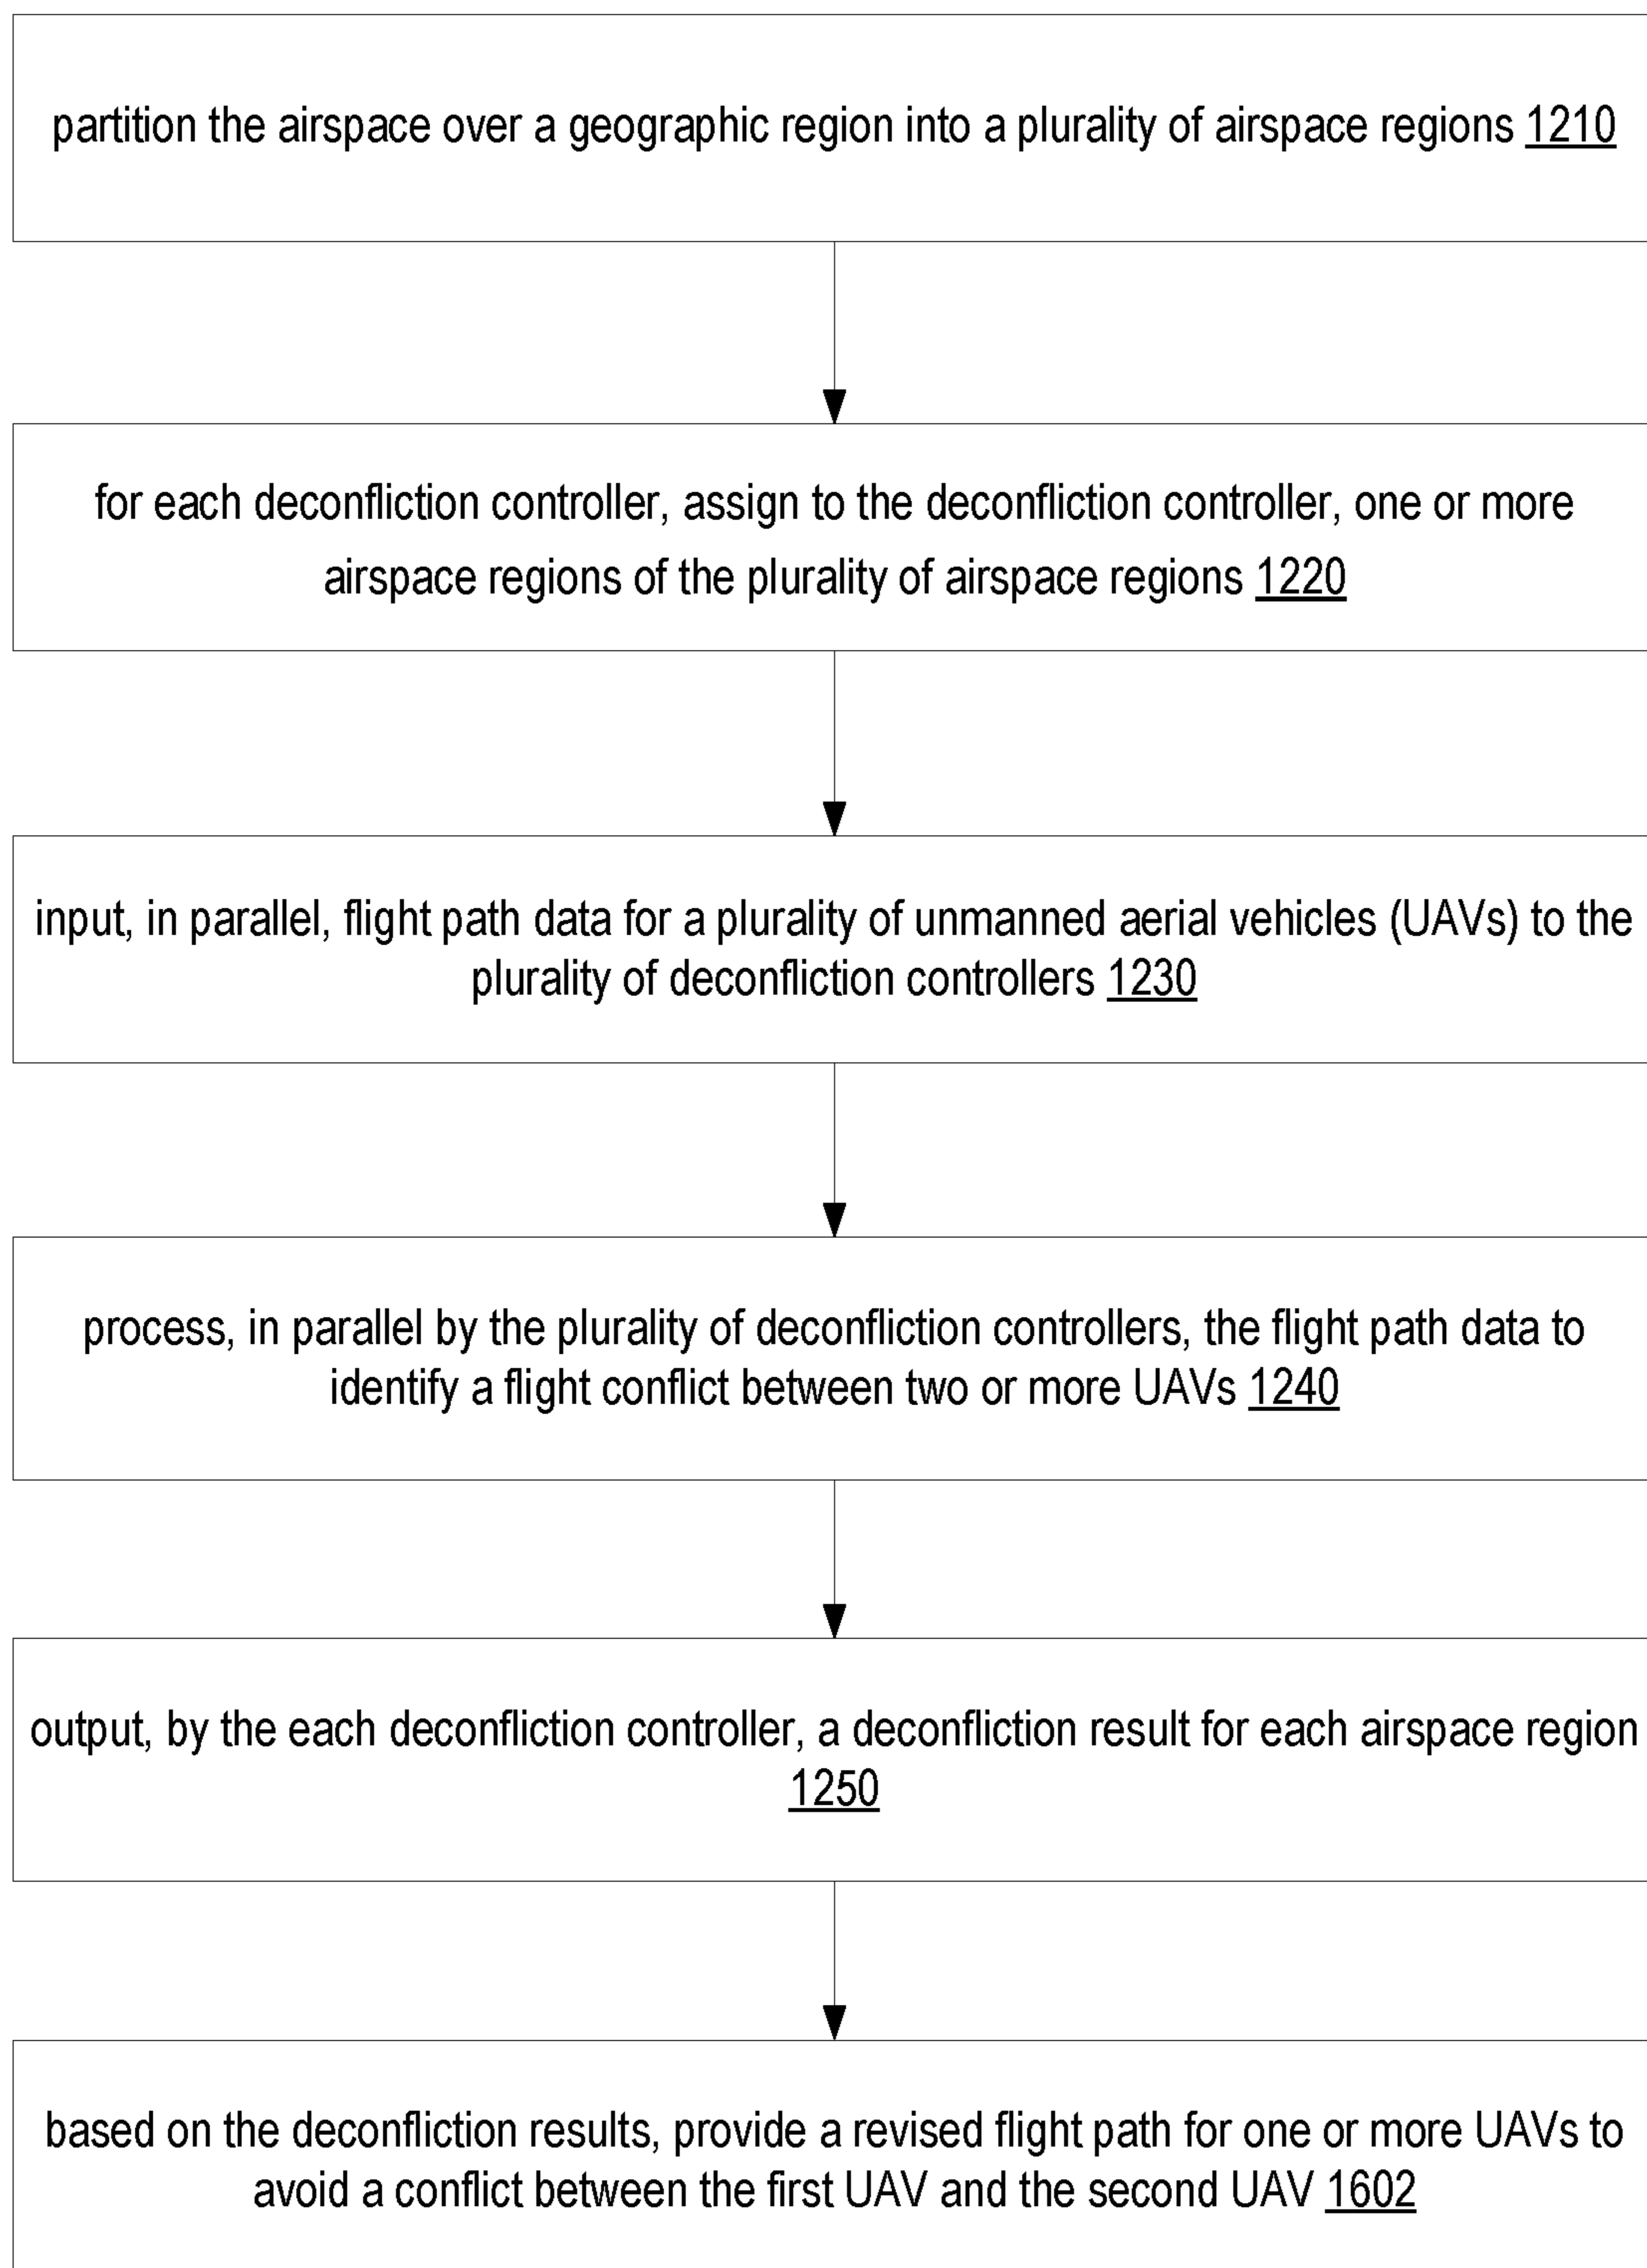 partition the airspace over a geographic region into a plurality of airspace regions 1210
for each deconfliction controller, assign to the deconfliction controller, one or more
airspace regions of the plurality of airspace regions 1220
input, in parallel, flight path data for a plurality of unmanned aerial vehicles (UAVs) to the
plurality of deconfliction controllers 1230
process, in parallel by the plurality of deconfliction controllers, the flight path data to
identify a flight conflict between two or more UAVs 1240
output, by the each deconfliction controller, a deconfliction result for each airspace region
1250
based on the deconfliction results, provide a revised flight path for one or more UAVs to
avoid a conflict between the first UAV and the second UAV 1602